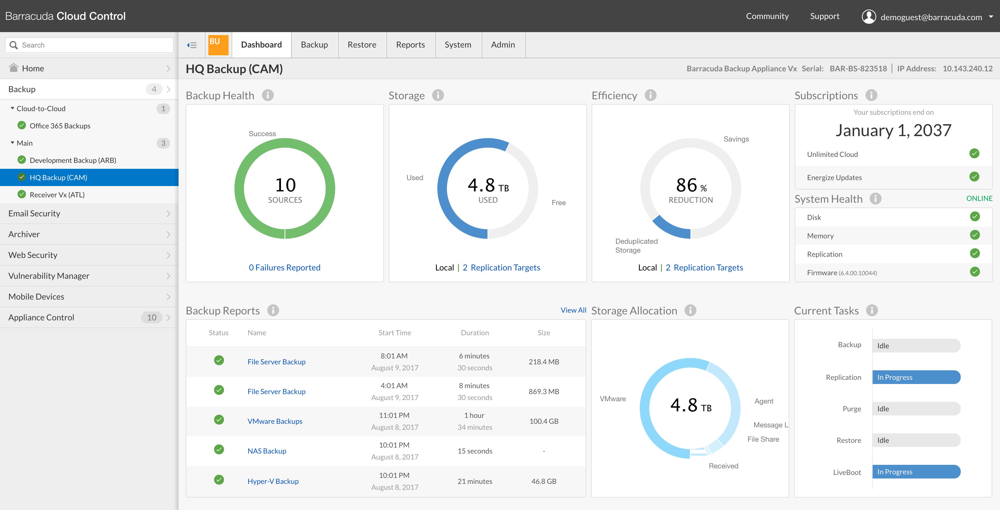 Barracuda Cloud Control
Community
Support
demoguest@barracuda.com
Search
BU
Dashboard
Backup
Restore
Reports
System
Admin
Home
Backup 4
Cloud-to-Cloud 1
Office 365 Backups
Main 3
Development Backup (ARB)
HQ Backup (CAM)
Receiver Vx (ATL)
Email Security
Archiver
Web Security
Vulnerability Manager
Mobile Devices
Appliance Control 10
HQ Backup (CAM)
Barracuda Backup Appliance Vx Serial: BAR-BS-823518 | IP Address: 10.143.240.12
Backup Health
Success
10
SOURCES
0 Failures Reported
Storage
Used
4.8 TB
USED
Free
Local | 2 Replication Targets
Efficiency
Savings
86 %
REDUCTION
Deduplicated
Storage
Local | 2 Replication Targets
Subscriptions
Your subscriptions end on
January 1, 2037
Unlimited Cloud
Energize Updates
System Health
ONLINE
Disk
Memory
Replication
Firmware (6.4.00.10044)
Backup Reports
View All
Status Name Start Time Duration Size
File Server Backup 8:01 AM 6 minutes 218.4 MB
August 9, 2017 30 seconds
File Server Backup 4:01 AM 8 minutes 869.3 MB
August 9, 2017 30 seconds
VMware Backups 11:01 PM 1 hour 100.4 GB
August 8, 2017 34 minutes
NAS Backup 10:01 PM 15 seconds -
August 8, 2017
Hyper-V Backup 10:01 PM 21 minutes 46.8 GB
August 8, 2017
Storage Allocation
VMware
4.8 TB
Agent
Message L
File Share
Received
Current Tasks
Backup Idle
Replication In Progress
Purge Idle
Restore Idle
LiveBoot In Progress